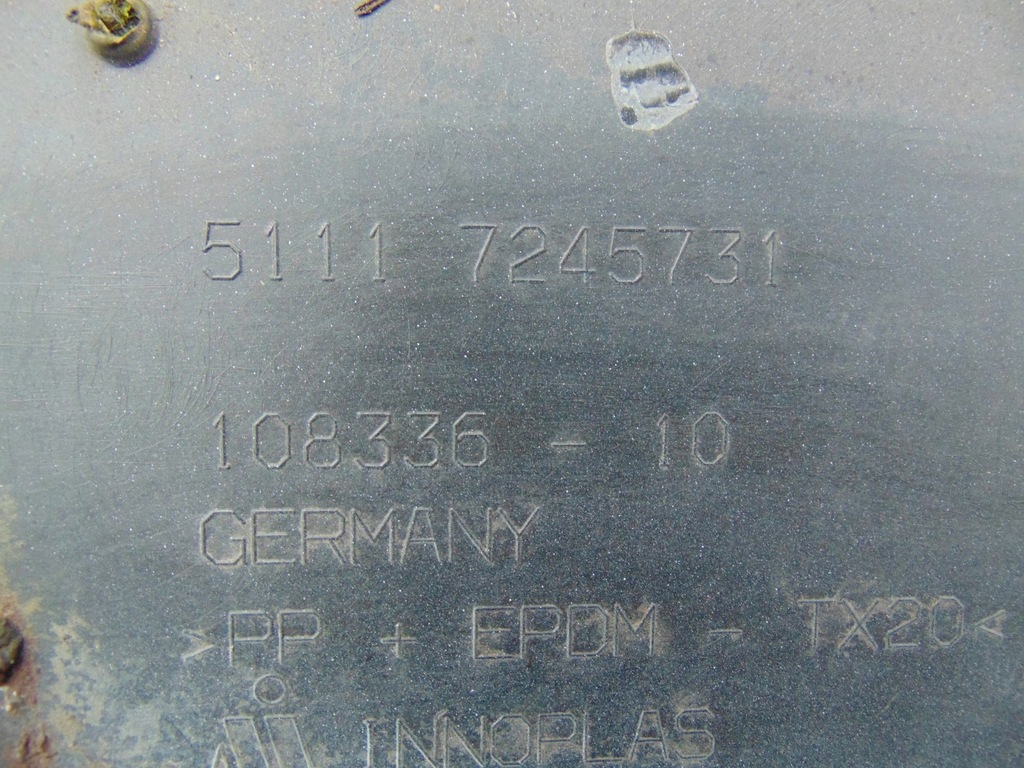 5111 7245731
108336 - 10
GERMANY
>PP + EPDM - TX20<
INNOPLAS